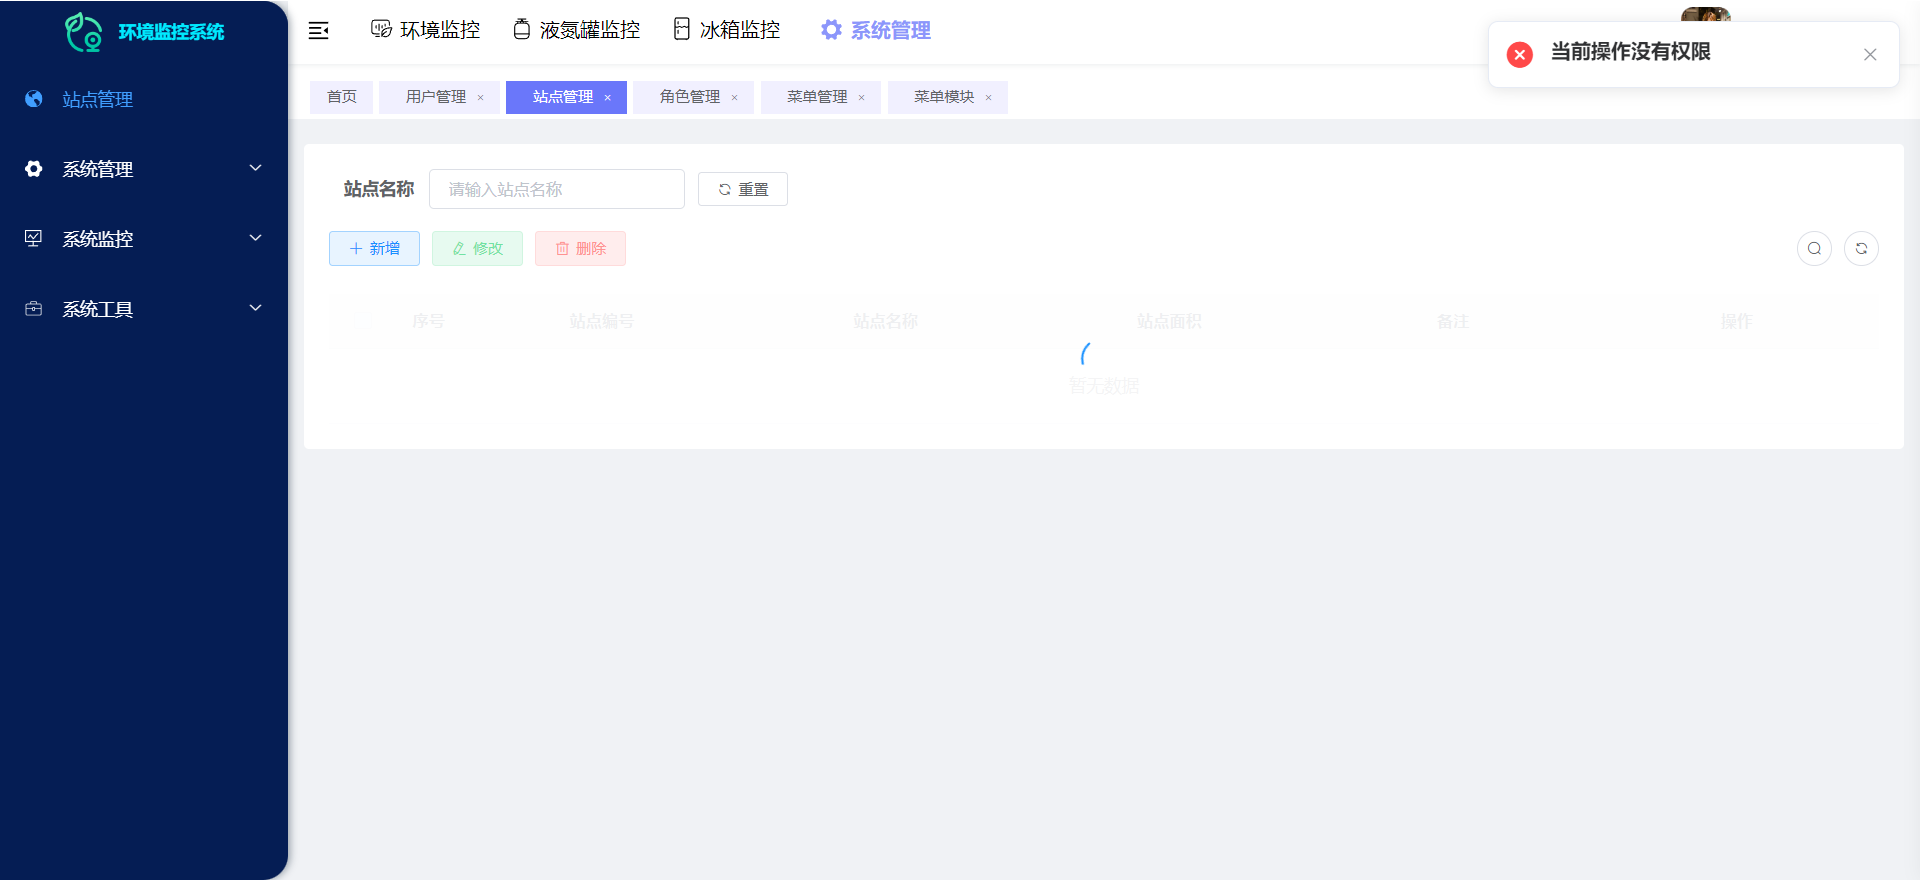 环境监控系统
环境监控 液氮罐监控 冰箱监控 系统管理
当前操作没有权限
站点管理
系统管理
系统监控
系统工具
首页 用户管理 × 站点管理 × 角色管理 × 菜单管理 × 菜单模块 ×
站点名称 请输入站点名称 重置
新增 修改 删除
序号 站点编号 站点名称 站点面积 备注 操作
暂无数据